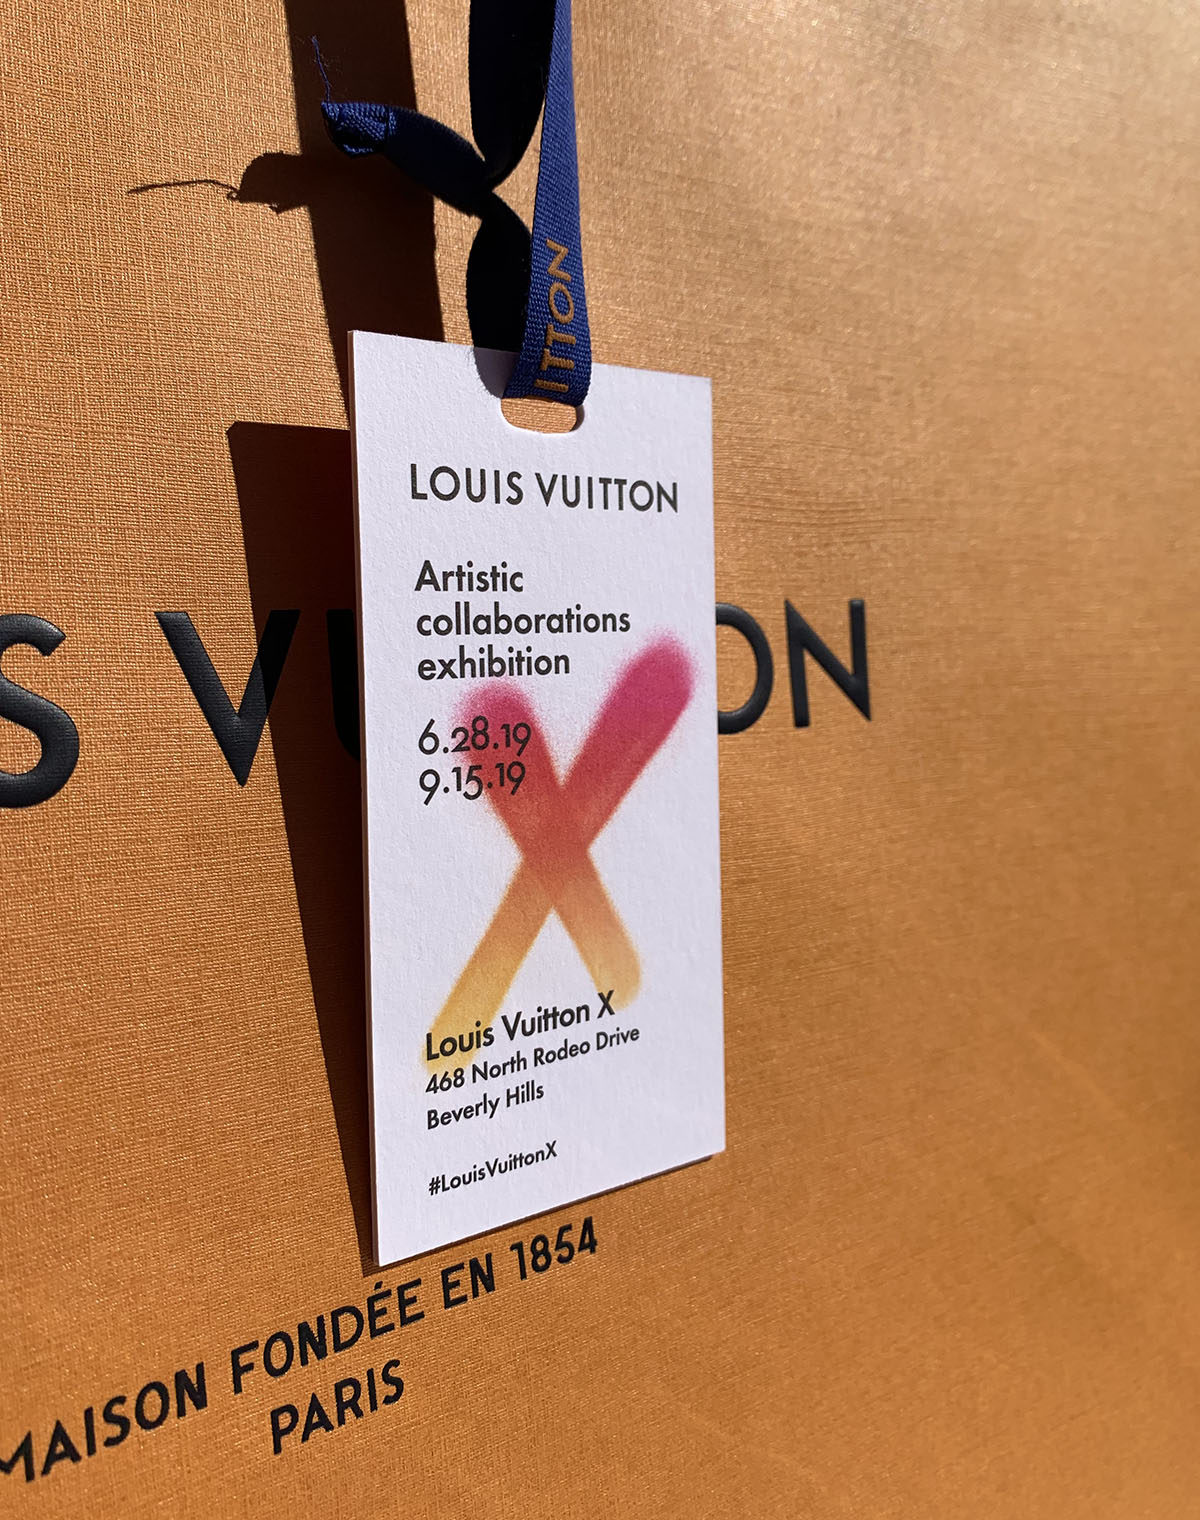 ITTON
LOUIS VUITTON
Artistic
collaborations
exhibition
6.28.19
9.15.19
Louis Vuitton X
468 North Rodeo Drive
Beverly Hills
#LouisVuittonX
S V ON
MAISON FONDÉE EN 1854
PARIS